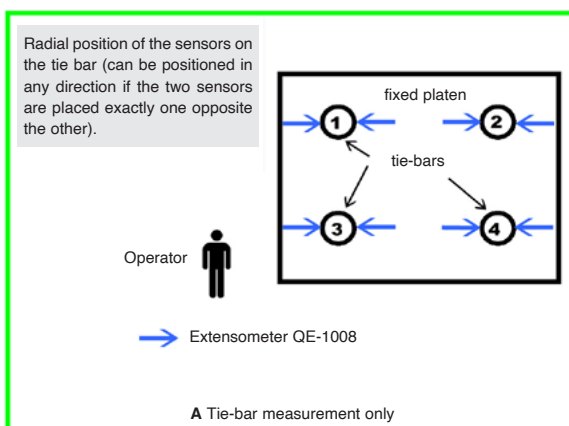 Radial position of the sensors on
the tie bar (can be positioned in
any direction if the two sensors
are placed exactly one opposite
the other).
fixed platen
1
2
tie-bars
3
4
Operator
Extensometer QE-1008
A Tie-bar measurement only